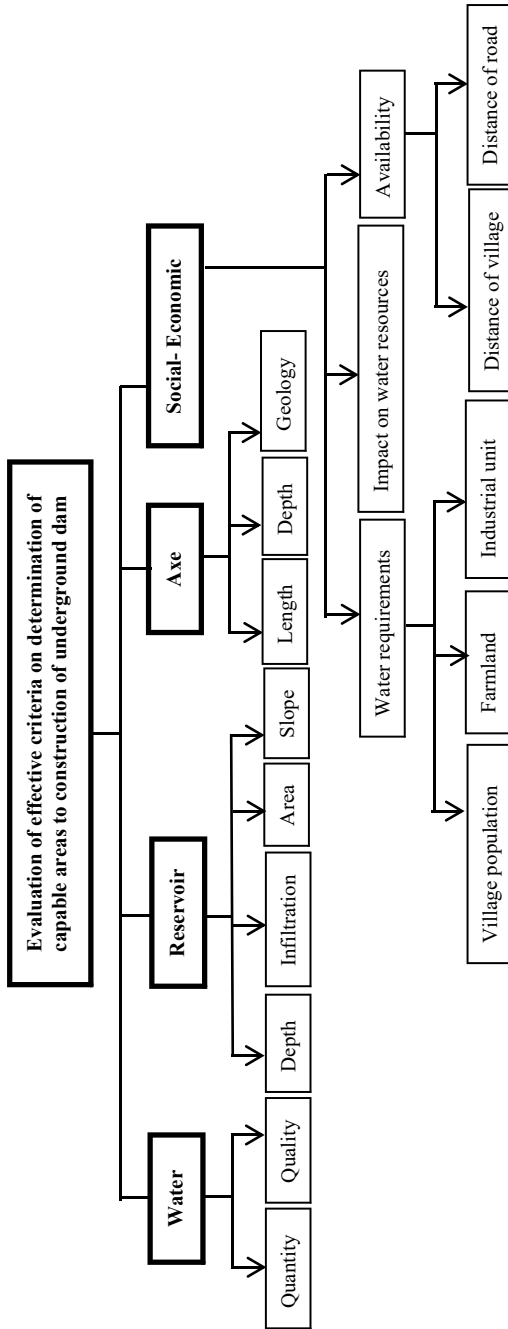 Evaluation of effective criteria on determination of
capable areas to construction of underground dam
Water
Reservoir
Axe
Social- Economic
Quantity
Quality
Depth
Infiltration
Area
Slope
Length
Depth
Geology
Water requirements
Impact on water resources
Availability
Village population
Farmland
Industrial unit
Distance of village
Distance of road